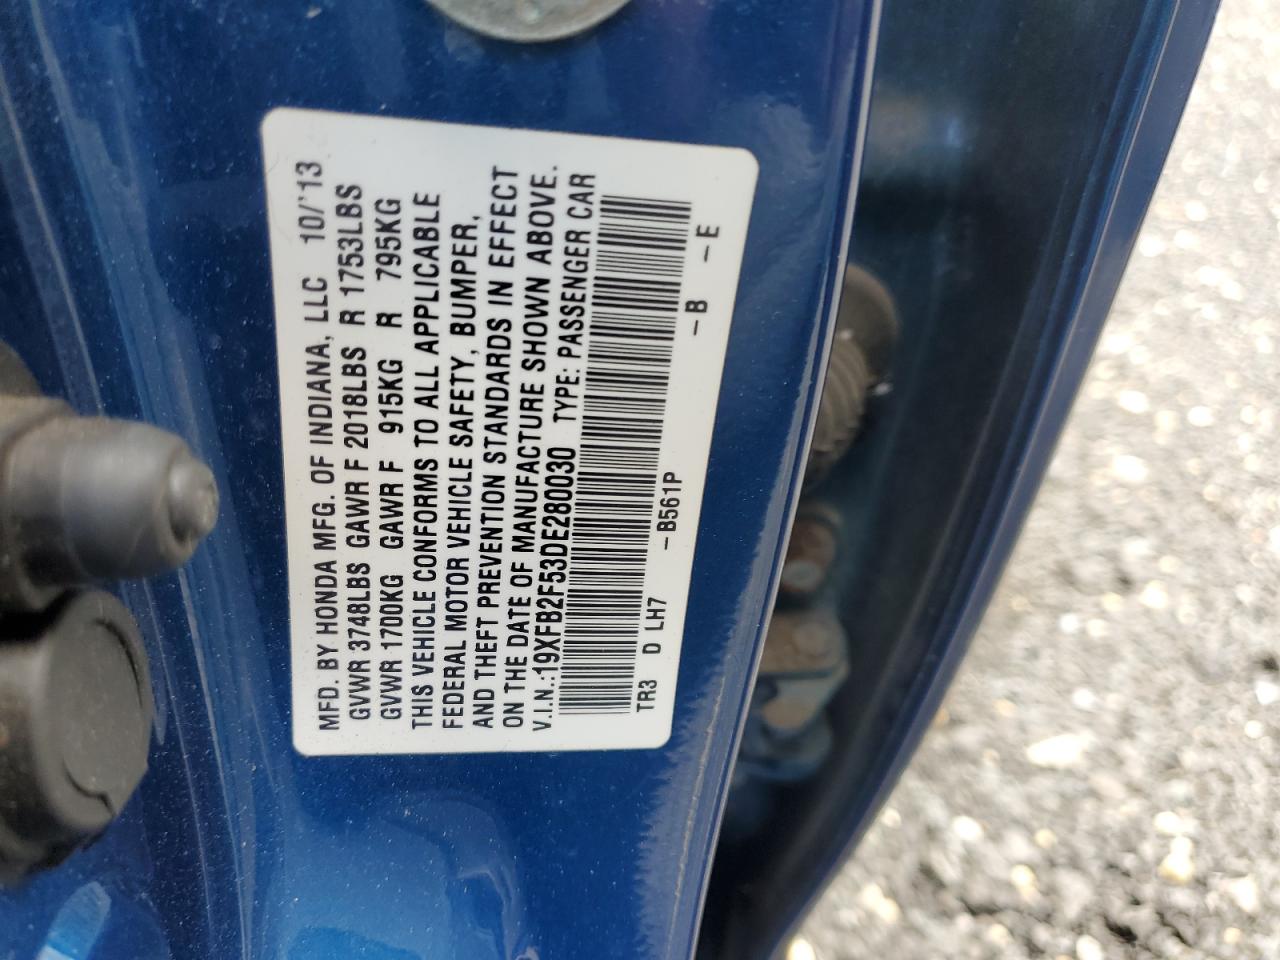 MFD. BY HONDA MFG. OF INDIANA, LLC 10/'13
GVWR 3748LBS GAWR F 2018LBS R 1753LBS
GVWR 1700KG GAWR F 915KG R 795KG
THIS VEHICLE CONFORMS TO ALL APPLICABLE
FEDERAL MOTOR VEHICLE SAFETY, BUMPER,
AND THEFT PREVENTION STANDARDS IN EFFECT
ON THE DATE OF MANUFACTURE SHOWN ABOVE.
V.I.N.:19XFB2F53DE280030 TYPE: PASSENGER CAR
TR3 D LH7 –B561P –B –E